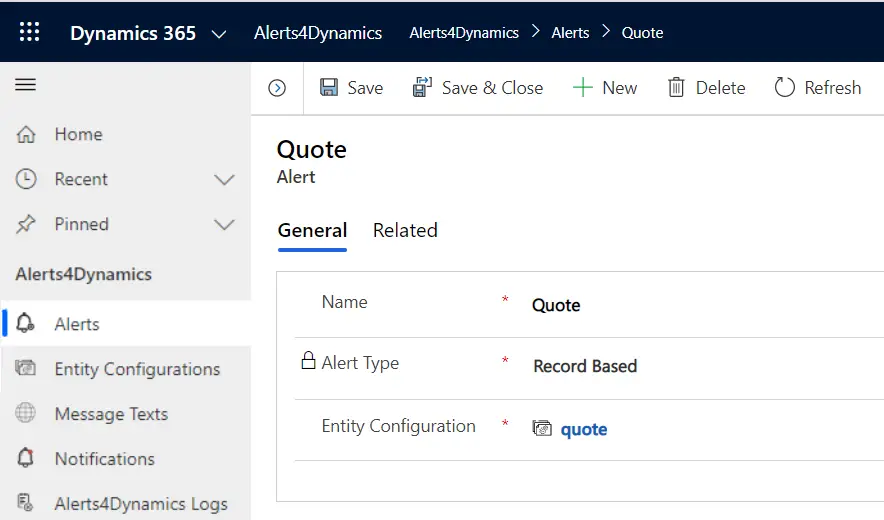 Dynamics 365 Alerts4Dynamics Alerts4Dynamics > Alerts > Quote
Save Save & Close New Delete Refresh
Home
Recent
Pinned
Alerts4Dynamics
Alerts
Entity Configurations
Message Texts
Notifications
Alerts4Dynamics Logs
Quote
Alert
General Related
Name * Quote
Alert Type * Record Based
Entity Configuration * quote